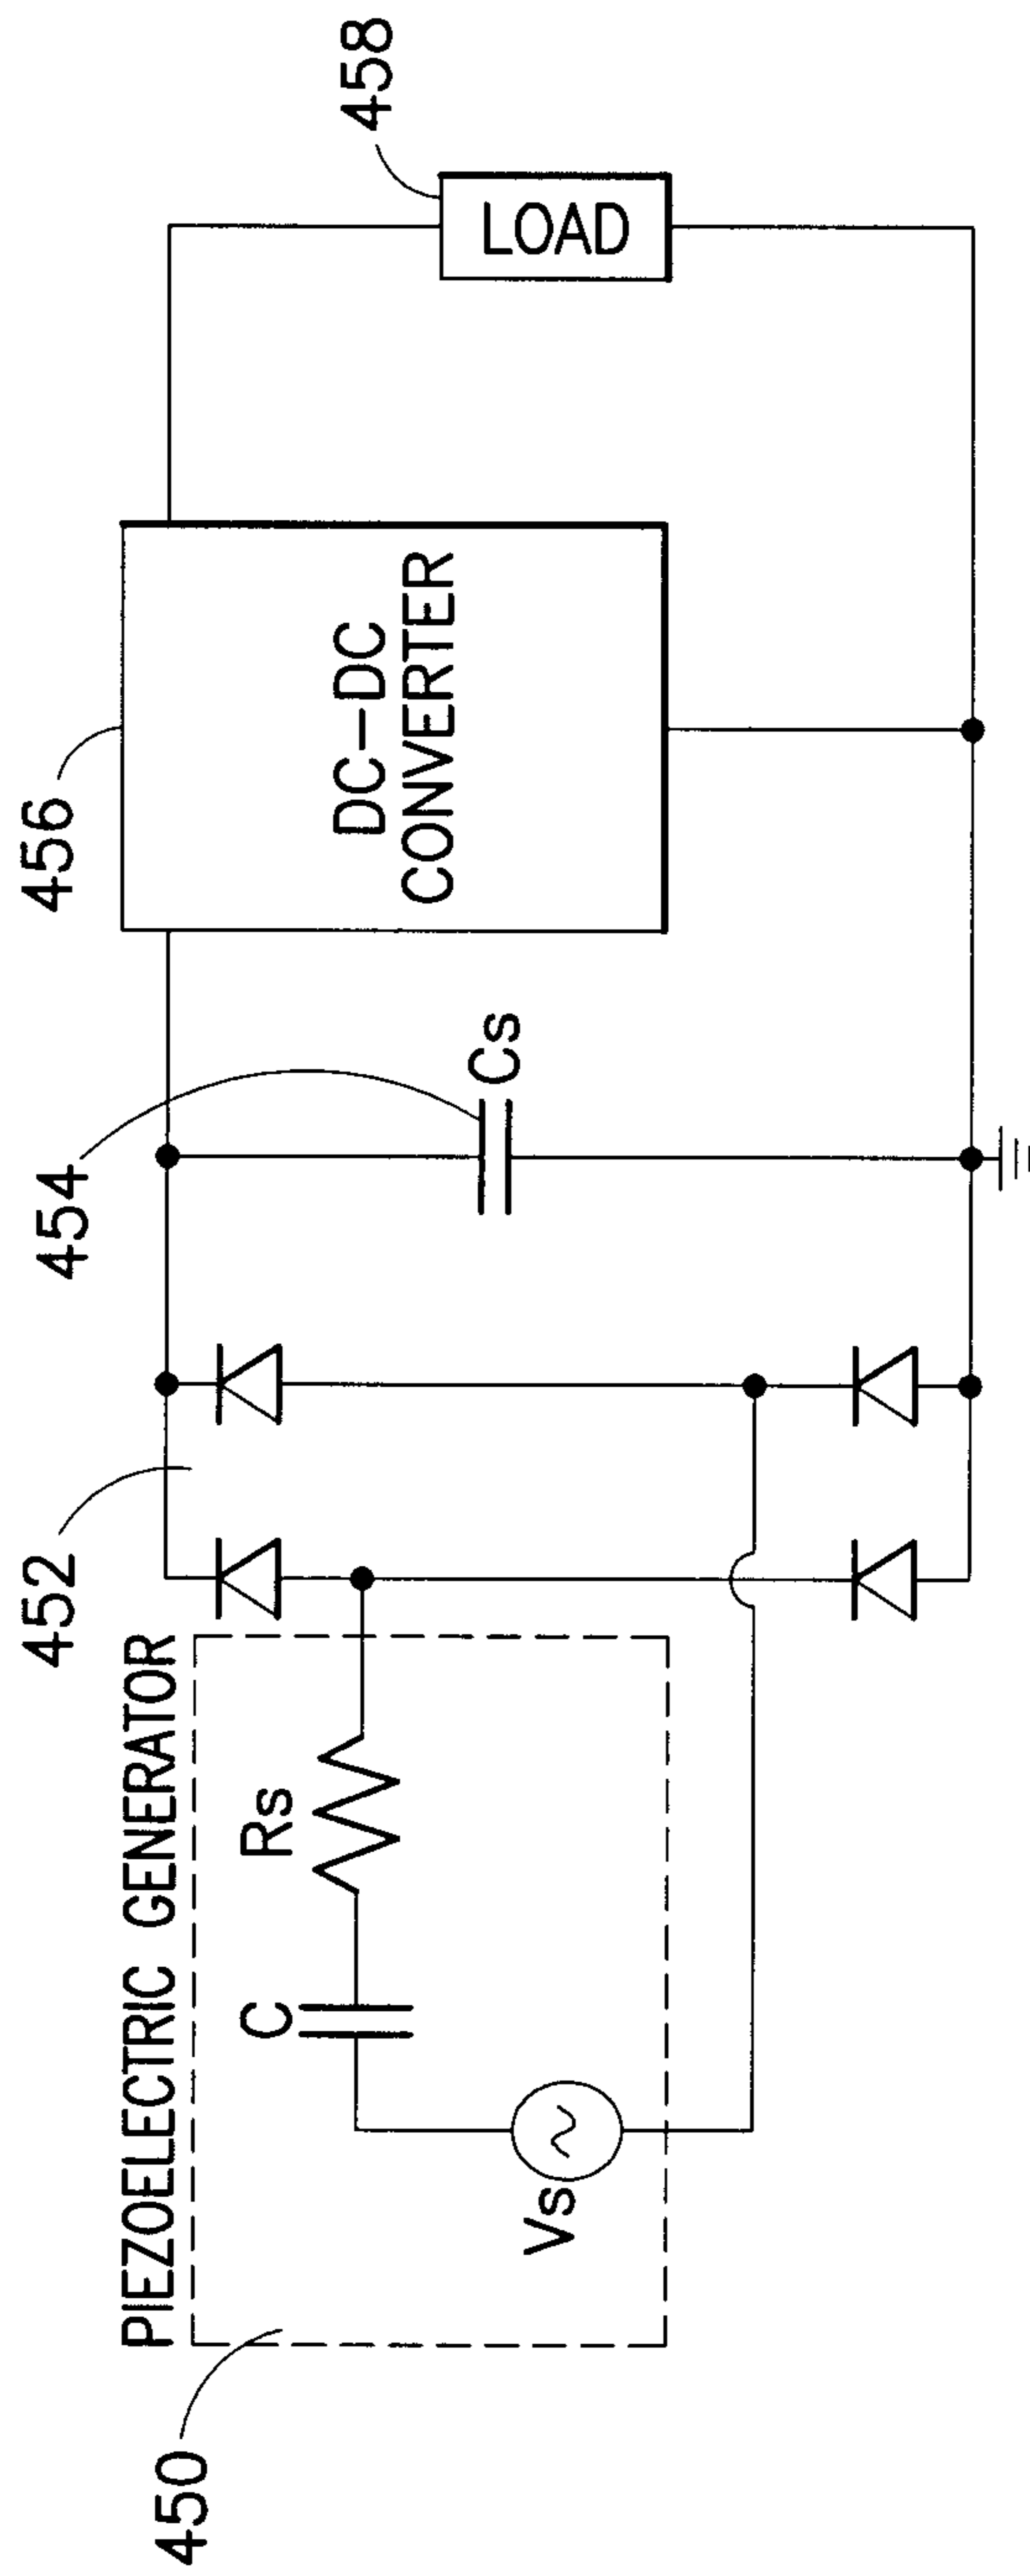 PIEZOELECTRIC GENERATOR
450
C
Rs
Vs
452
454
Cs
456
DC-DC
CONVERTER
458
LOAD